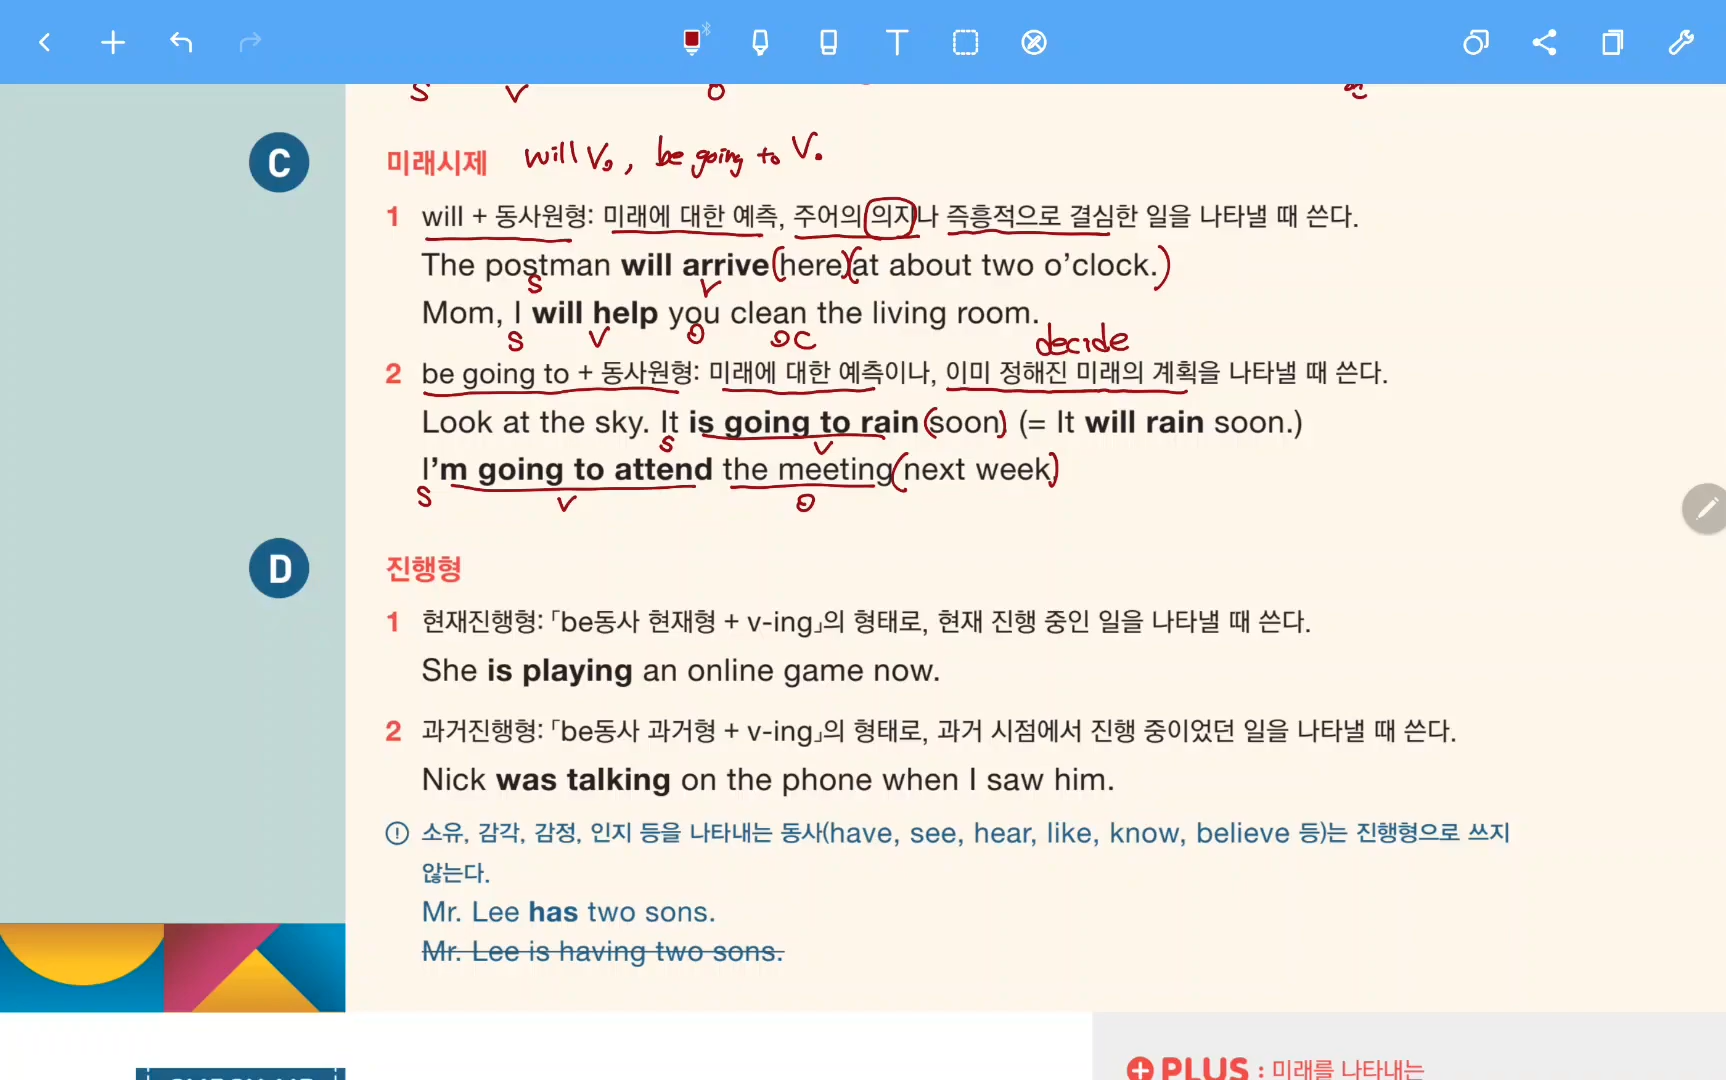 S V O
C
미래시제 will V., be going to V.
1 will + 동사원형: 미래에 대한 예측, 주어의 의지나 즉흥적으로 결심한 일을 나타낼 때 쓴다.
The postman will arrive (here) (at about two o'clock.)
S V
Mom, I will help you clean the living room.
S V O OC decide
2 be going to + 동사원형: 미래에 대한 예측이나, 이미 정해진 미래의 계획을 나타낼 때 쓴다.
Look at the sky. It is going to rain (soon). (= It will rain soon.)
S V
I'm going to attend the meeting (next week)
S V O
D
진행형
1 현재진행형: 「be동사 현재형 + v-ing」의 형태로, 현재 진행 중인 일을 나타낼 때 쓴다.
She is playing an online game now.
2 과거진행형: 「be동사 과거형 + v-ing」의 형태로, 과거 시점에서 진행 중이었던 일을 나타낼 때 쓴다.
Nick was talking on the phone when I saw him.
! 소유, 감각, 감정, 인지 등을 나타내는 동사(have, see, hear, like, know, believe 등)는 진행형으로 쓰지
않는다.
Mr. Lee has two sons.
Mr. Lee is having two sons.
PLUS : 미래를 나타내는